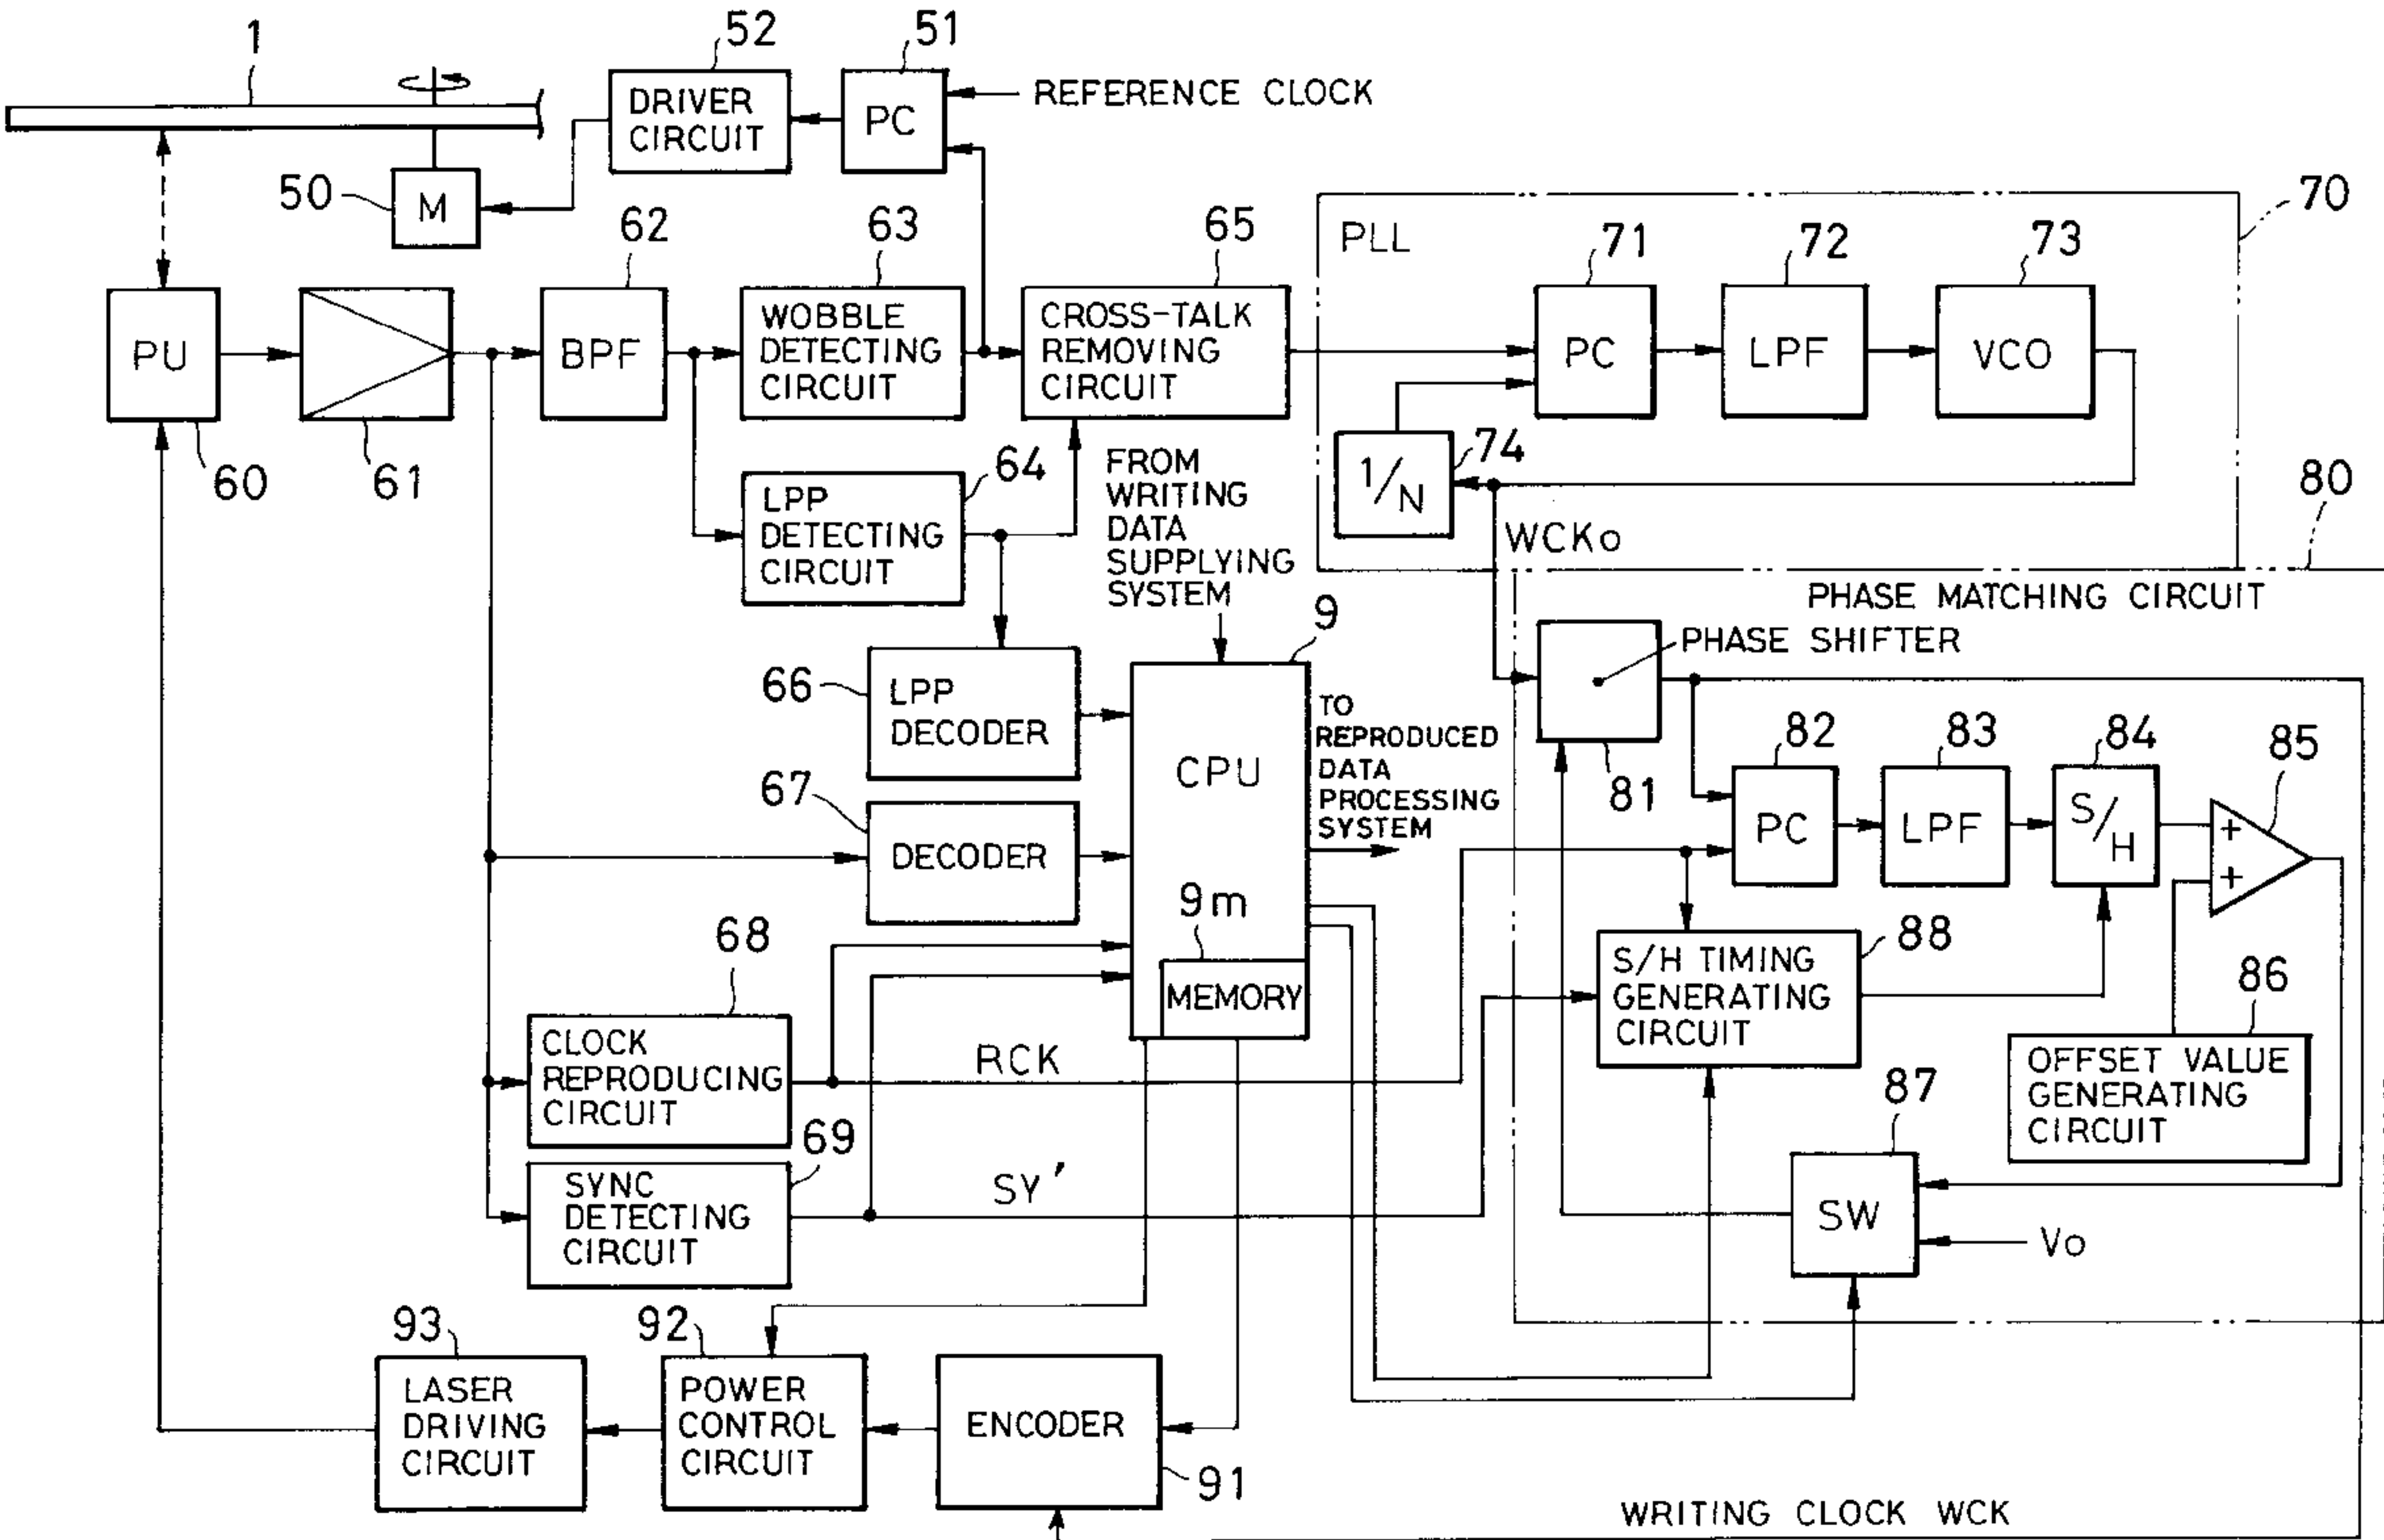 1
52
51
DRIVER
CIRCUIT
PC
REFERENCE CLOCK
50
M
62
63
65
70
PLL
71
72
73
PU
BPF
WOBBLE
DETECTING
CIRCUIT
CROSS-TALK
REMOVING
CIRCUIT
PC
LPF
VCO
60
61
64
LPP
DETECTING
CIRCUIT
FROM
WRITING
DATA
SUPPLYING
SYSTEM
74
1/N
80
WCKo
PHASE MATCHING CIRCUIT
9
PHASE SHIFTER
66
LPP
DECODER
CPU
TO
REPRODUCED
DATA
PROCESSING
SYSTEM
81
82
83
84
85
67
DECODER
PC
LPF
S/H
+
+
9m
MEMORY
68
88
S/H TIMING
GENERATING
CIRCUIT
86
CLOCK
REPRODUCING
CIRCUIT
RCK
OFFSET VALUE
GENERATING
CIRCUIT
87
69
SYNC
DETECTING
CIRCUIT
SY'
SW
Vo
93
92
LASER
DRIVING
CIRCUIT
POWER
CONTROL
CIRCUIT
ENCODER
91
WRITING CLOCK WCK